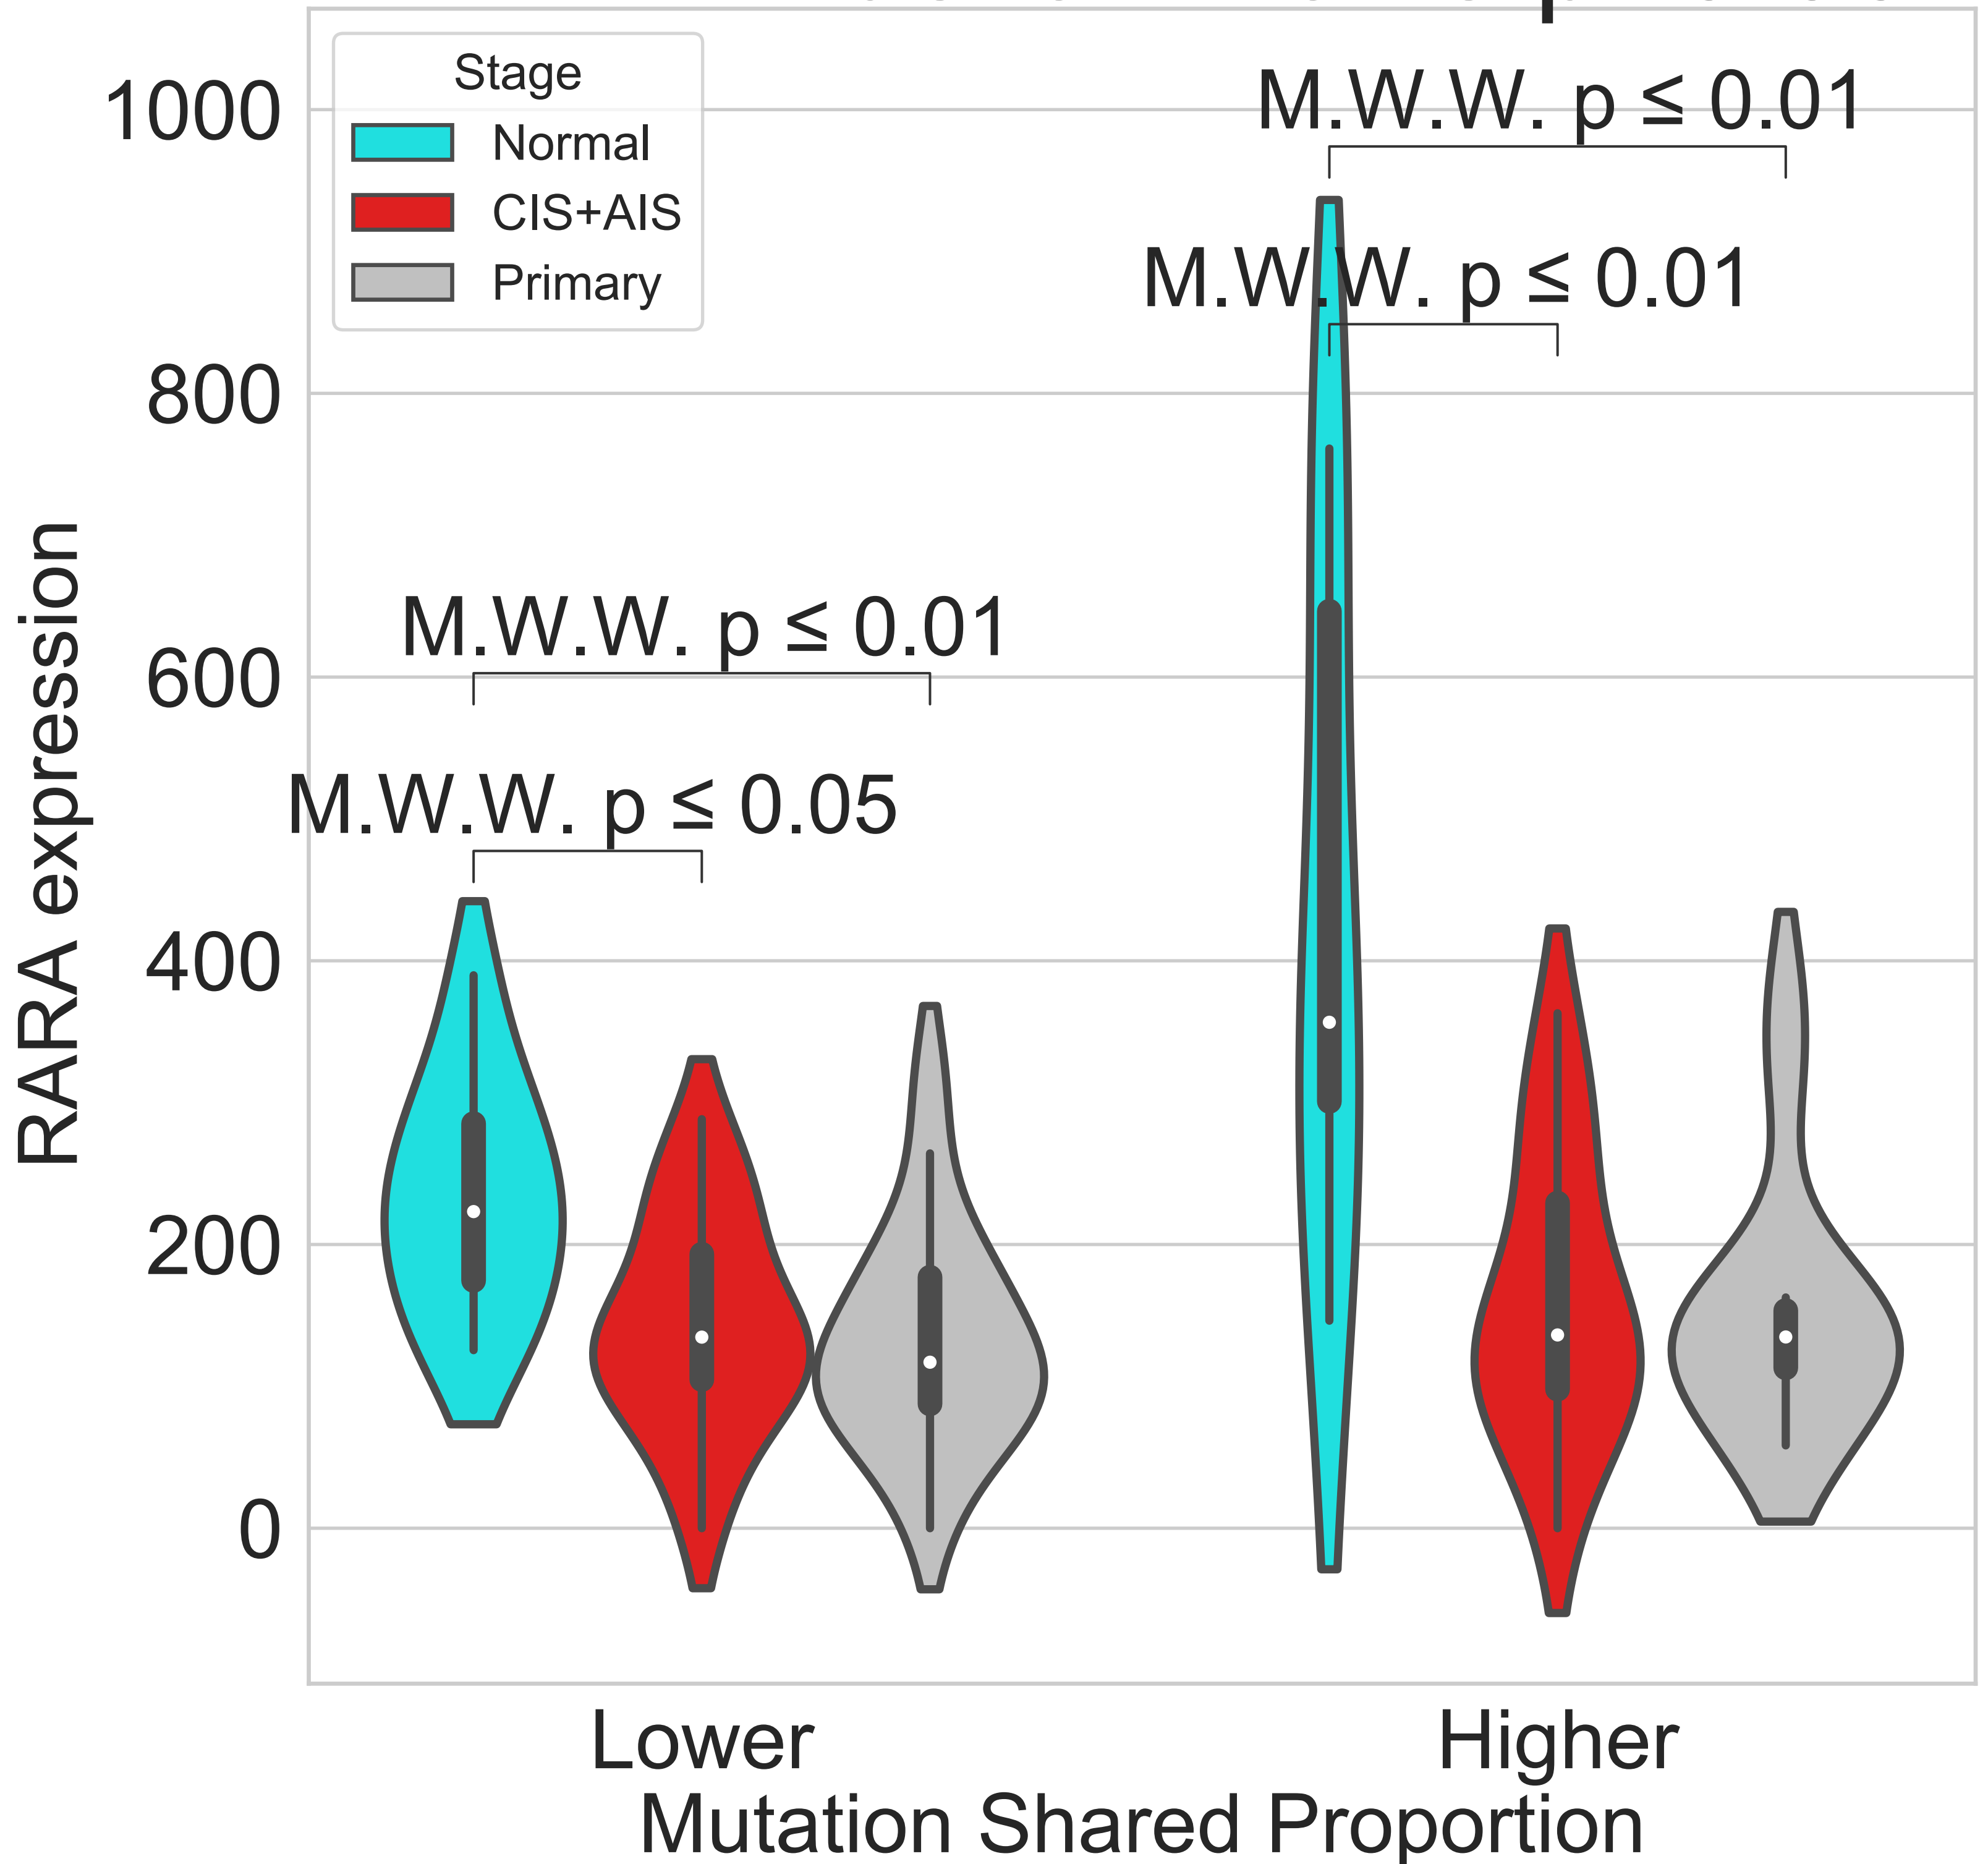 M.W.W. p ≤ 0.01
1000
Stage
Normal
CIS+AIS
Primary
M.W.W. p ≤ 0.01
800
M.W.W. p ≤ 0.01
600
M.W.W. p ≤ 0.05
400
200
0
RARA expression
Lower
Higher
Mutation Shared Proportion